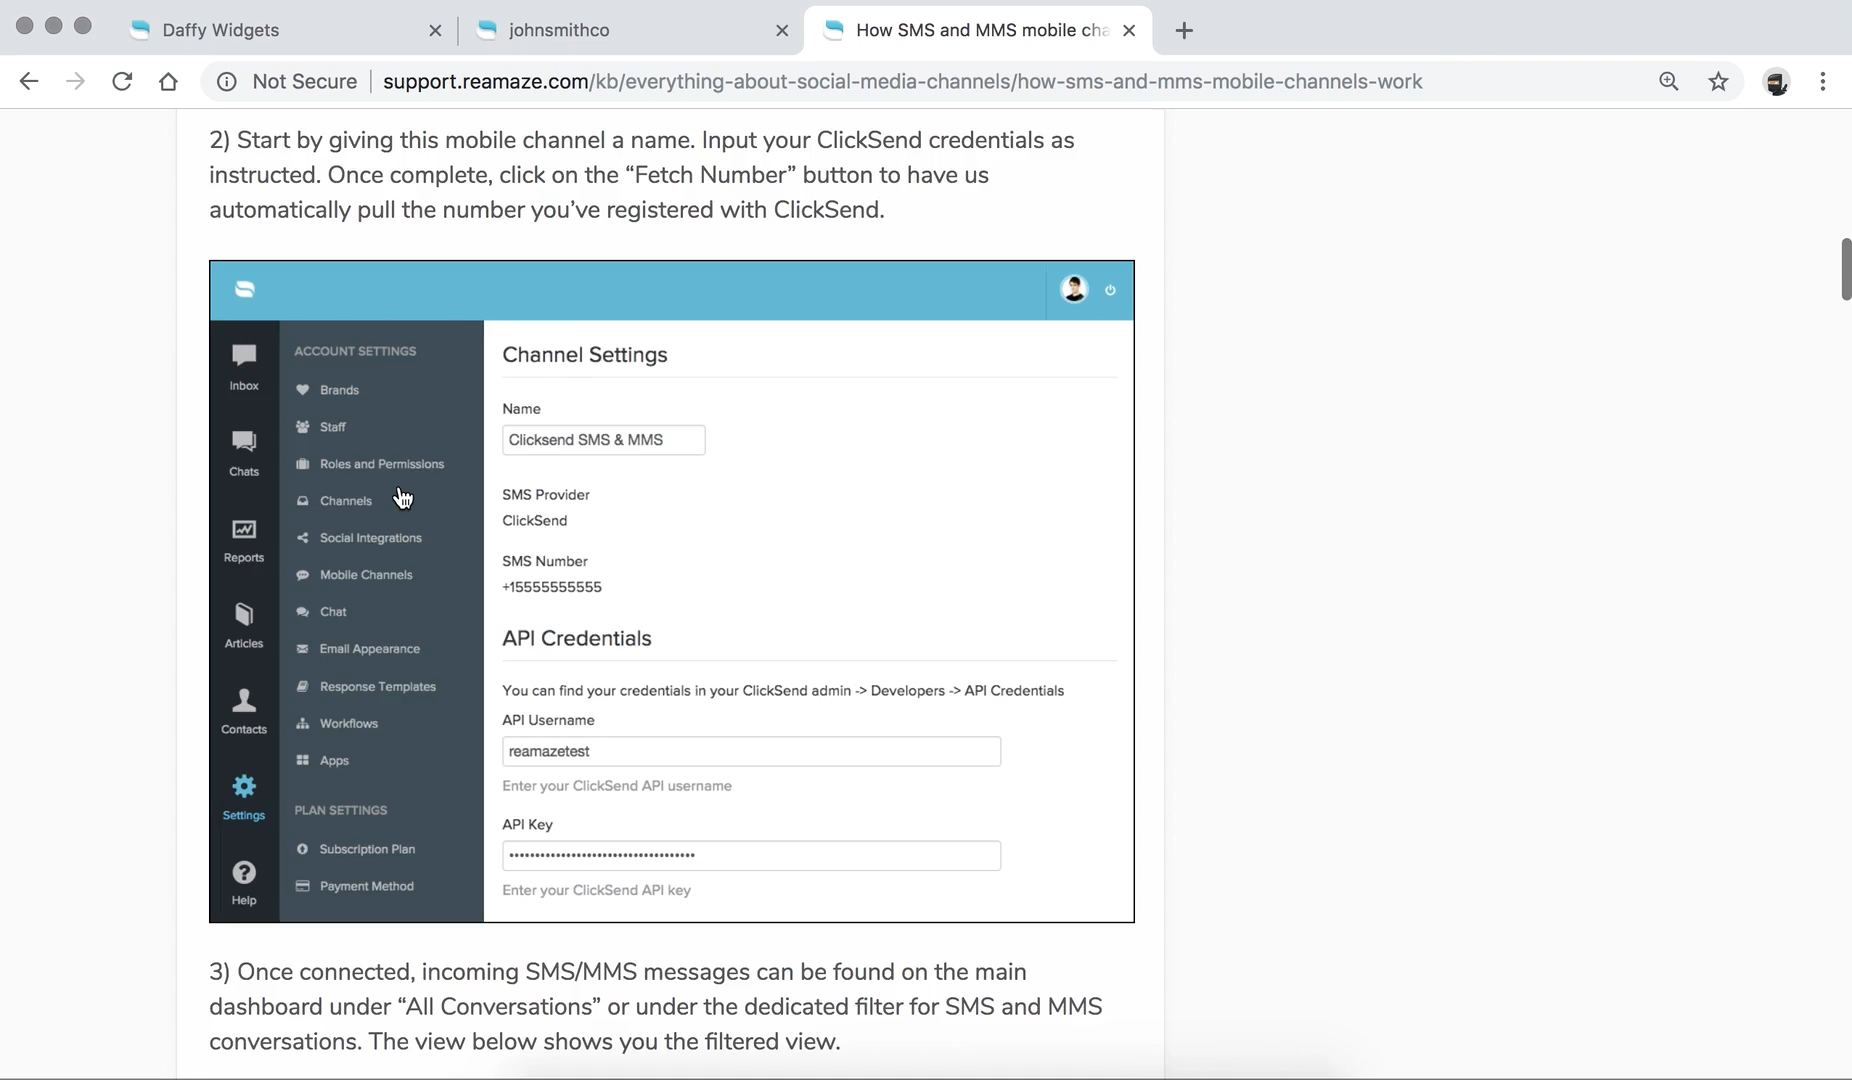 Daffy Widgets
johnsmithco
How SMS and MMS mobile cha
Not Secure
support.reamaze.com/kb/everything-about-social-media-channels/how-sms-and-mms-mobile-channels-work
2) Start by giving this mobile channel a name. Input your ClickSend credentials as
instructed. Once complete, click on the “Fetch Number” button to have us
automatically pull the number you’ve registered with ClickSend.
Inbox
Chats
Reports
Articles
Contacts
Settings
Help
ACCOUNT SETTINGS
Brands
Staff
Roles and Permissions
Channels
Social Integrations
Mobile Channels
Chat
Email Appearance
Response Templates
Workflows
Apps
PLAN SETTINGS
Subscription Plan
Payment Method
Channel Settings
Name
Clicksend SMS & MMS
SMS Provider
ClickSend
SMS Number
+15555555555
API Credentials
You can find your credentials in your ClickSend admin -> Developers -> API Credentials
API Username
reamazetest
Enter your ClickSend API username
API Key
Enter your ClickSend API key
3) Once connected, incoming SMS/MMS messages can be found on the main
dashboard under “All Conversations” or under the dedicated filter for SMS and MMS
conversations. The view below shows you the filtered view.